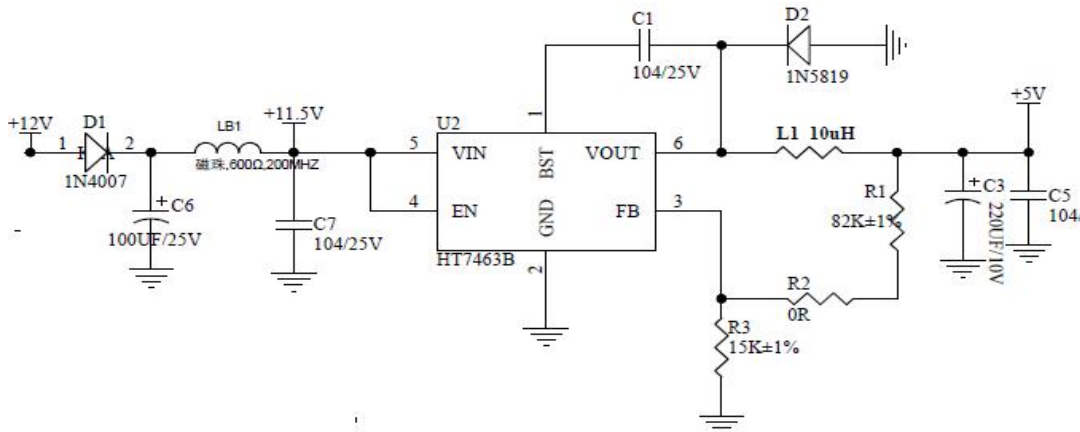 C1
104/25V
D2
1N5819
+12V
1
D1
2
1N4007
LB1
磁珠,600Ω,200MHZ
+11.5V
C6
100UF/25V
C7
104/25V
U2
HT7463B
5
VIN
4
EN
1
BST
GND
2
VOUT
6
FB
3
L1 10uH
+5V
R1
82K±1%
R2
0R
R3
15K±1%
C3
220UF/10V
C5
104/